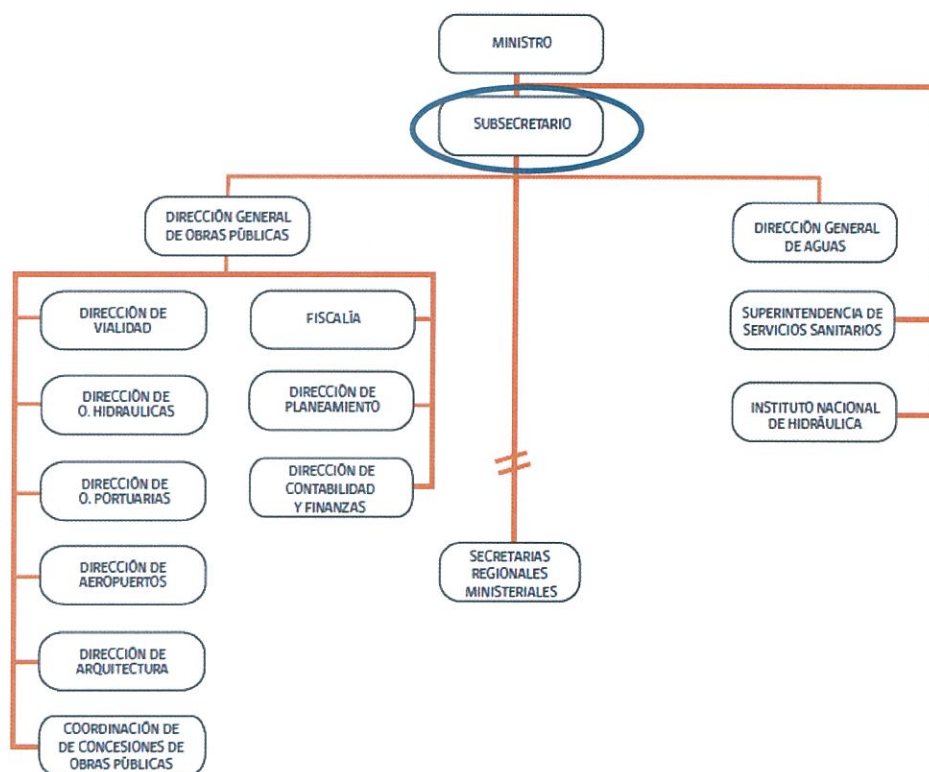 MINISTRO
SUBSECRETARIO
DIRECCIÓN GENERAL
DE OBRAS PÚBLICAS
DIRECCIÓN GENERAL
DE AGUAS
DIRECCIÓN DE
VIALIDAD
FISCALÍA
SUPERINTENDENCIA DE
SERVICIOS SANITARIOS
DIRECCIÓN DE
O. HIDRAULICAS
DIRECCIÓN DE
PLANEAMIENTO
INSTITUTO NACIONAL
DE HIDRÁULICA
DIRECCIÓN DE
O. PORTUARIAS
DIRECCIÓN DE
CONTABILIDAD
Y FINANZAS
DIRECCIÓN DE
AEROPUERTOS
SECRETARIAS
REGIONALES
MINISTERIALES
DIRECCIÓN DE
ARQUITECTURA
COORDINACIÓN DE
DE CONCESIONES DE
OBRAS PÚBLICAS